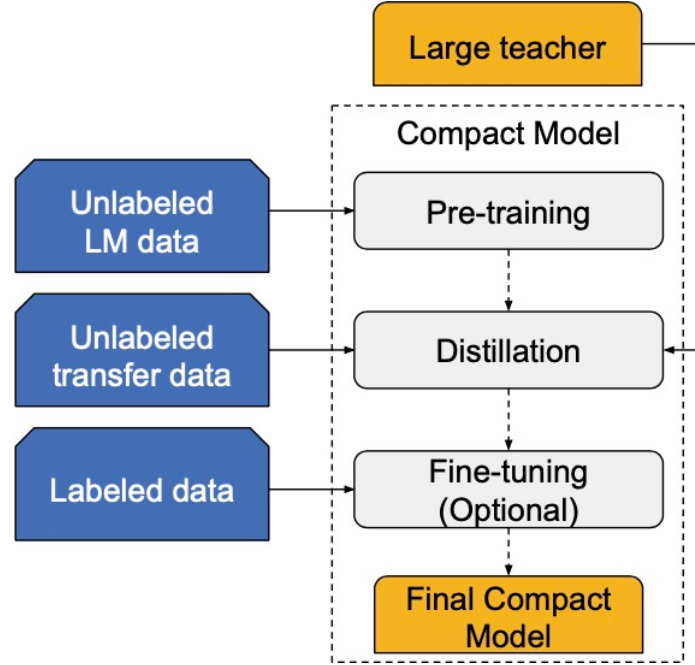 Large teacher
Compact Model
Unlabeled
LM data
Pre-training
Unlabeled
transfer data
Distillation
Labeled data
Fine-tuning
(Optional)
Final Compact
Model